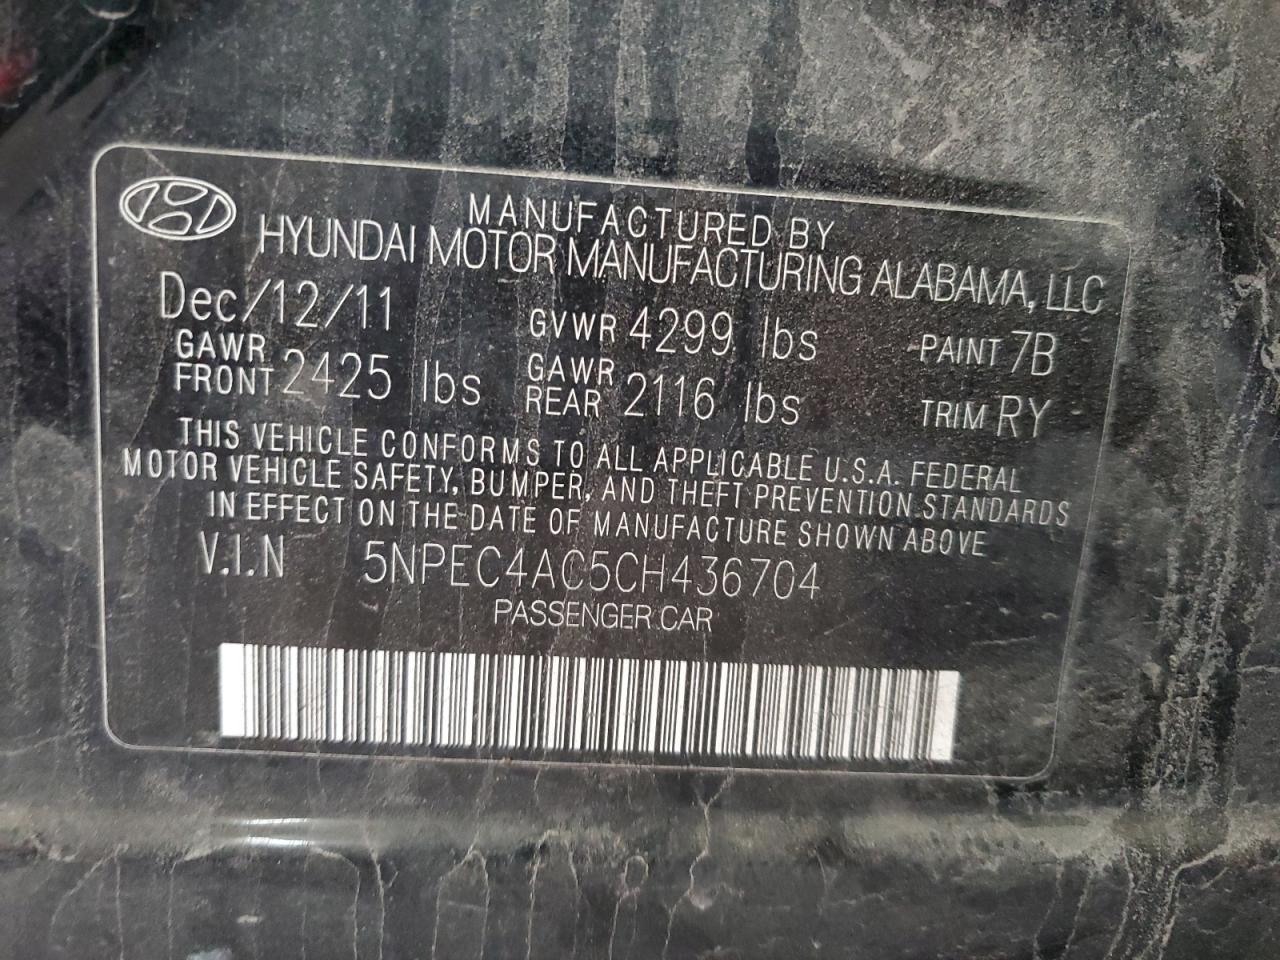 MANUFACTURED BY
HYUNDAI MOTOR MANUFACTURING ALABAMA, LLC
Dec/12/11 GVWR 4299 lbs PAINT 7B
GAWR FRONT 2425 lbs GAWR REAR 2116 lbs TRIM RY
THIS VEHICLE CONFORMS TO ALL APPLICABLE U.S.A. FEDERAL
MOTOR VEHICLE SAFETY, BUMPER, AND THEFT PREVENTION STANDARDS
IN EFFECT ON THE DATE OF MANUFACTURE SHOWN ABOVE
V.I.N 5NPEC4AC5CH436704
PASSENGER CAR